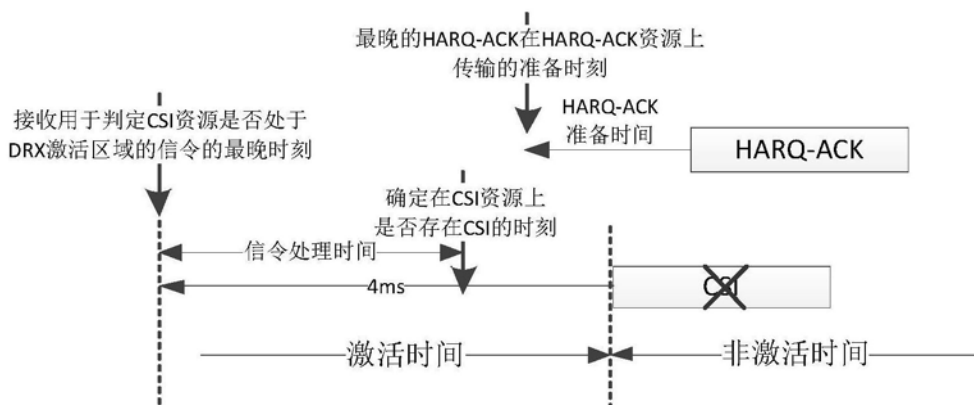 最晚的HARQ-ACK在HARQ-ACK资源上
传输的准备时刻
接收用于判定CSI资源是否处于
DRX激活区域的信令的最晚时刻
HARQ-ACK
准备时间
HARQ-ACK
确定在CSI资源上
是否存在CSI的时刻
信令处理时间
4ms
CSI
激活时间
非激活时间